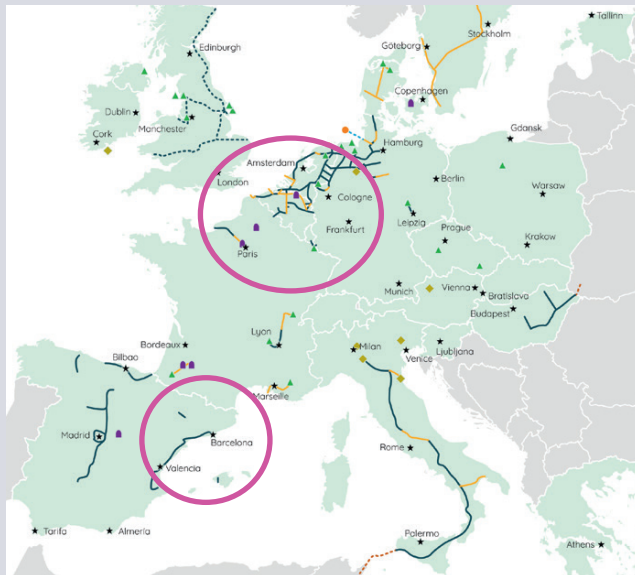 Tallinn
Stockholm
Göteborg
Edinburgh
Copenhagen
Dublin
Manchester
Cork
Gdansk
Hamburg
Amsterdam
London
Berlin
Warsaw
Cologne
Leipzig
Frankfurt
Prague
Krakow
Paris
Munich
Vienna
Bratislava
Budapest
Lyon
Milan
Ljubljana
Venice
Bordeaux
Bilbao
Marseille
Madrid
Barcelona
Rome
Valencia
Tarifa
Almería
Palermo
Athens